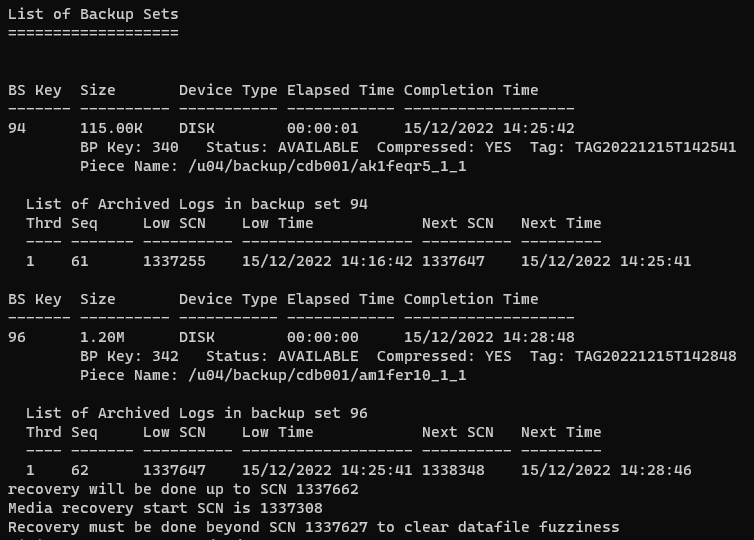 List of Backup Sets
===================
BS Key  Size       Device Type Elapsed Time Completion Time
------- ---------- ----------- ------------ -------------------
94      115.00K    DISK        00:00:01     15/12/2022 14:25:42
        BP Key: 340   Status: AVAILABLE  Compressed: YES  Tag: TAG20221215T142541
        Piece Name: /u04/backup/cdb001/ak1feqr5_1_1
  List of Archived Logs in backup set 94
  Thrd Seq     Low SCN    Low Time            Next SCN   Next Time
  ---- ------- ---------- ------------------- ---------- ---------
  1    61      1337255    15/12/2022 14:16:42 1337647    15/12/2022 14:25:41
BS Key  Size       Device Type Elapsed Time Completion Time
------- ---------- ----------- ------------ -------------------
96      1.20M      DISK        00:00:00     15/12/2022 14:28:48
        BP Key: 342   Status: AVAILABLE  Compressed: YES  Tag: TAG20221215T142848
        Piece Name: /u04/backup/cdb001/am1fer10_1_1
  List of Archived Logs in backup set 96
  Thrd Seq     Low SCN    Low Time            Next SCN   Next Time
  ---- ------- ---------- ------------------- ---------- ---------
  1    62      1337647    15/12/2022 14:25:41 1338348    15/12/2022 14:28:46
recovery will be done up to SCN 1337662
Media recovery start SCN is 1337308
Recovery must be done beyond SCN 1337627 to clear datafile fuzziness